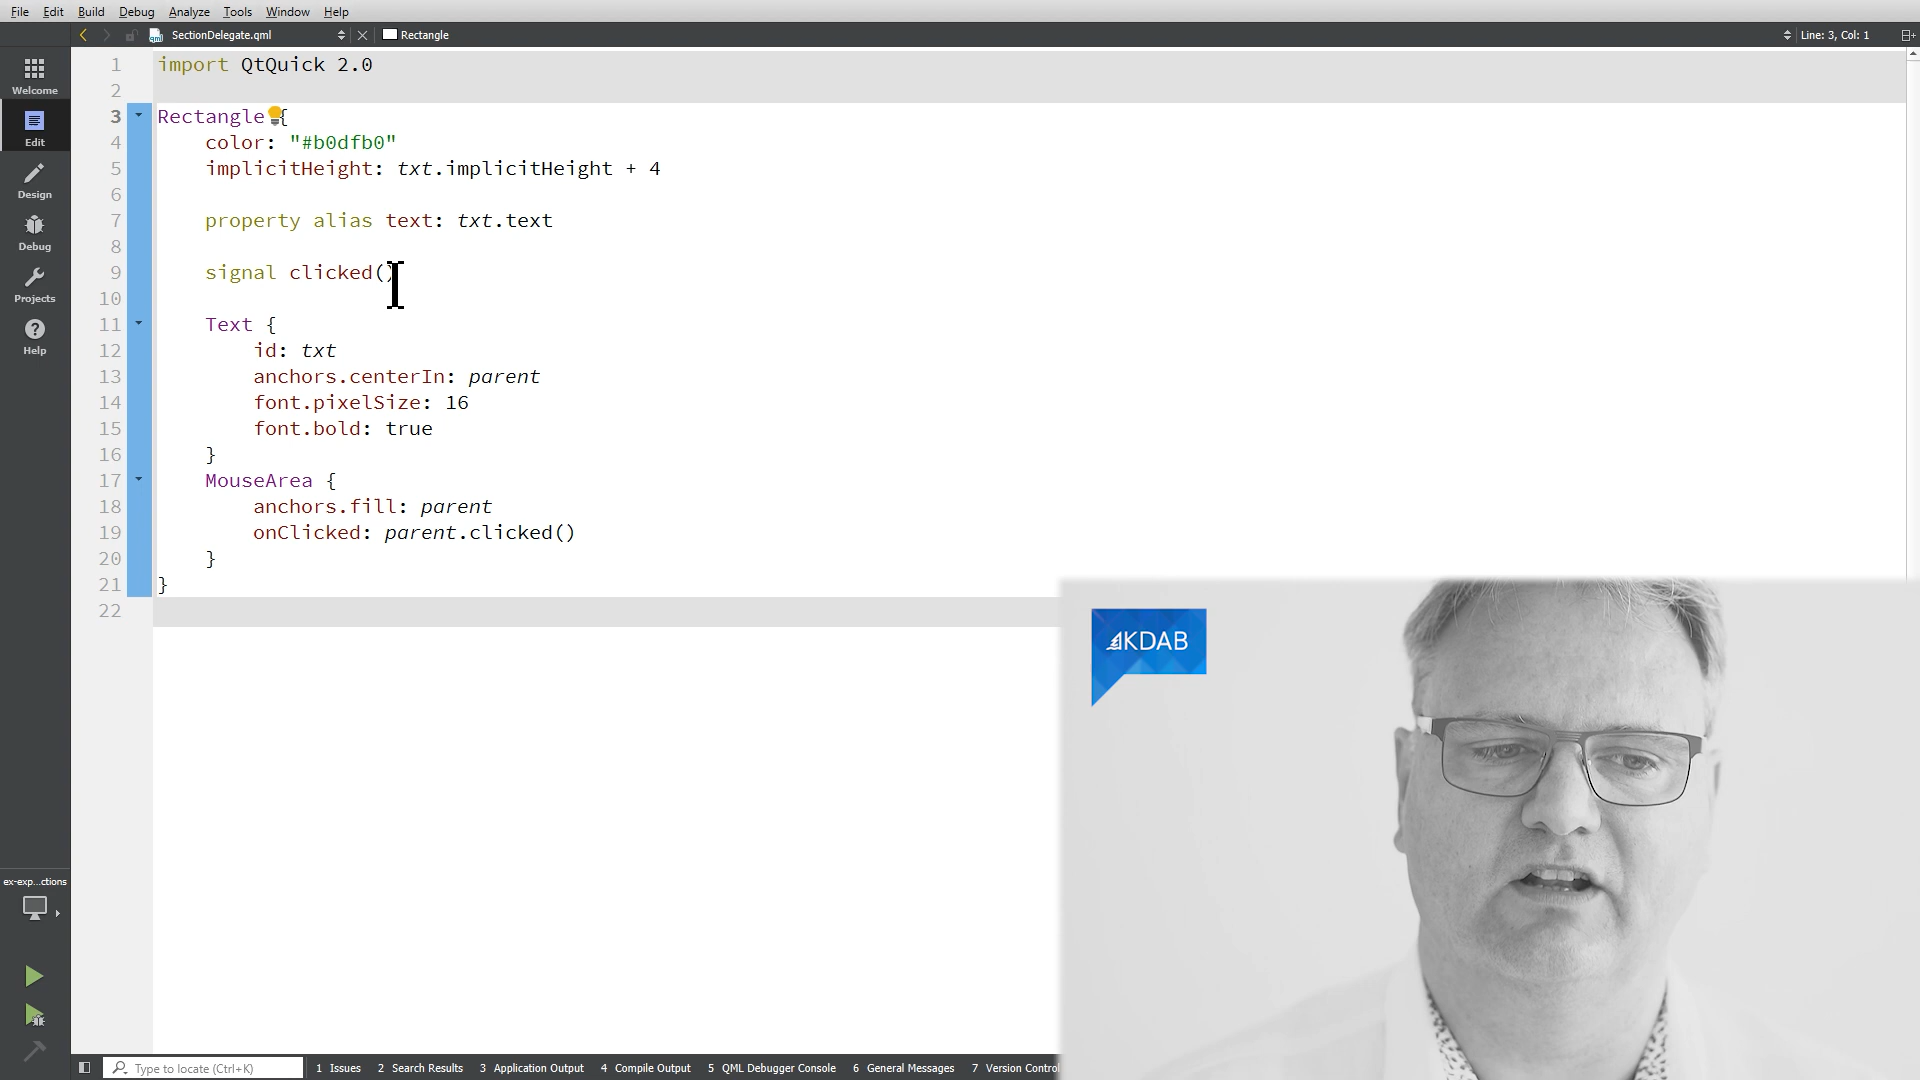 File Edit Build Debug Analyze Tools Window Help
SectionDelegate.qml Rectangle Line: 3, Col: 1
1 import QtQuick 2.0
2
3 Rectangle {
4 color: "#b0dfb0"
5 implicitHeight: txt.implicitHeight + 4
6
7 property alias text: txt.text
8
9 signal clicked()
10
11 Text {
12 id: txt
13 anchors.centerIn: parent
14 font.pixelSize: 16
15 font.bold: true
16 }
17 MouseArea {
18 anchors.fill: parent
19 onClicked: parent.clicked()
20 }
21 }
22
Welcome
Edit
Design
Debug
Projects
Help
ex-exp...ctions
KDAB
Type to locate (Ctrl+K) 1 Issues 2 Search Results 3 Application Output 4 Compile Output 5 QML Debugger Console 6 General Messages 7 Version Control